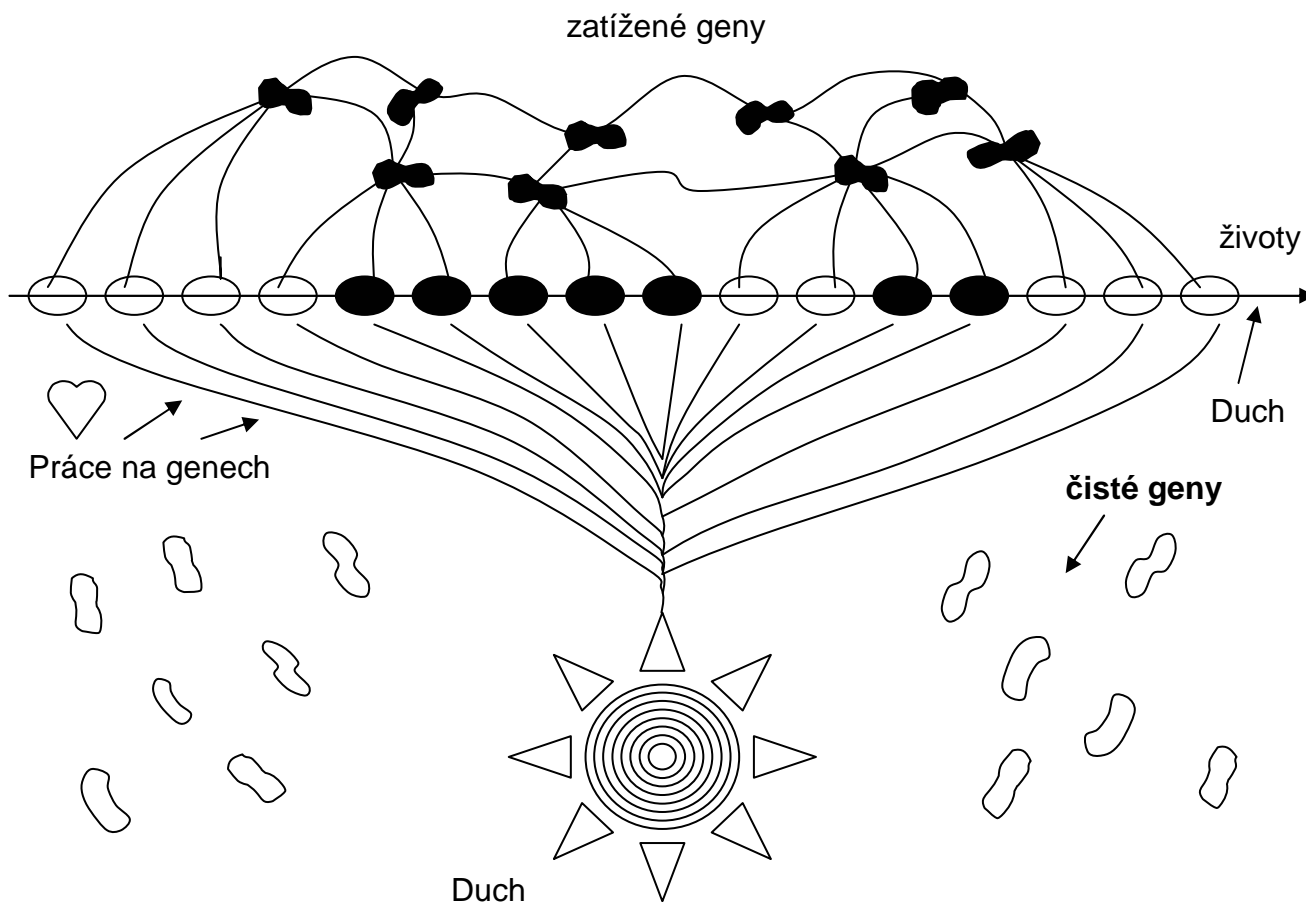 zatížené geny
životy
Duch
Práce na genech
čisté geny
Duch